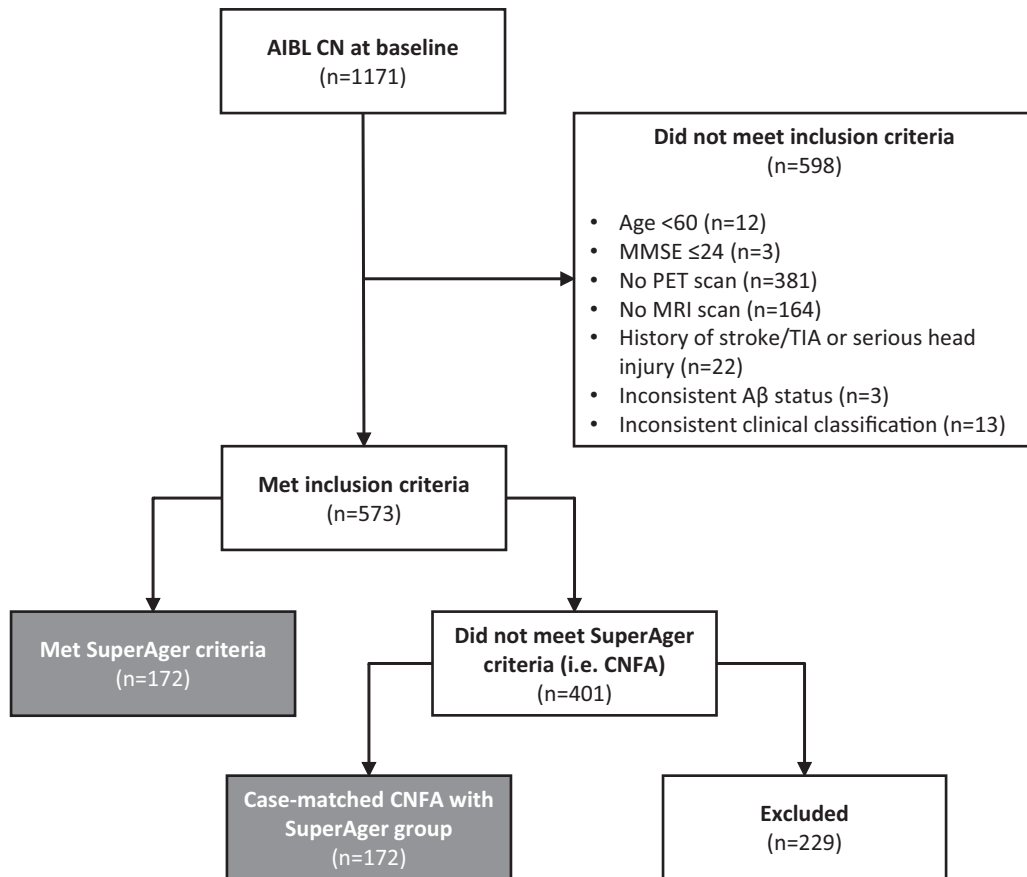 AIBL CN at baseline
(n=1171)
Did not meet inclusion criteria
(n=598)
• Age <60 (n=12)
• MMSE ≤24 (n=3)
• No PET scan (n=381)
• No MRI scan (n=164)
• History of stroke/TIA or serious head
injury (n=22)
• Inconsistent Aβ status (n=3)
• Inconsistent clinical classification (n=13)
Met inclusion criteria
(n=573)
Met SuperAger criteria
(n=172)
Did not meet SuperAger
criteria (i.e. CNFA)
(n=401)
Case-matched CNFA with
SuperAger group
(n=172)
Excluded
(n=229)